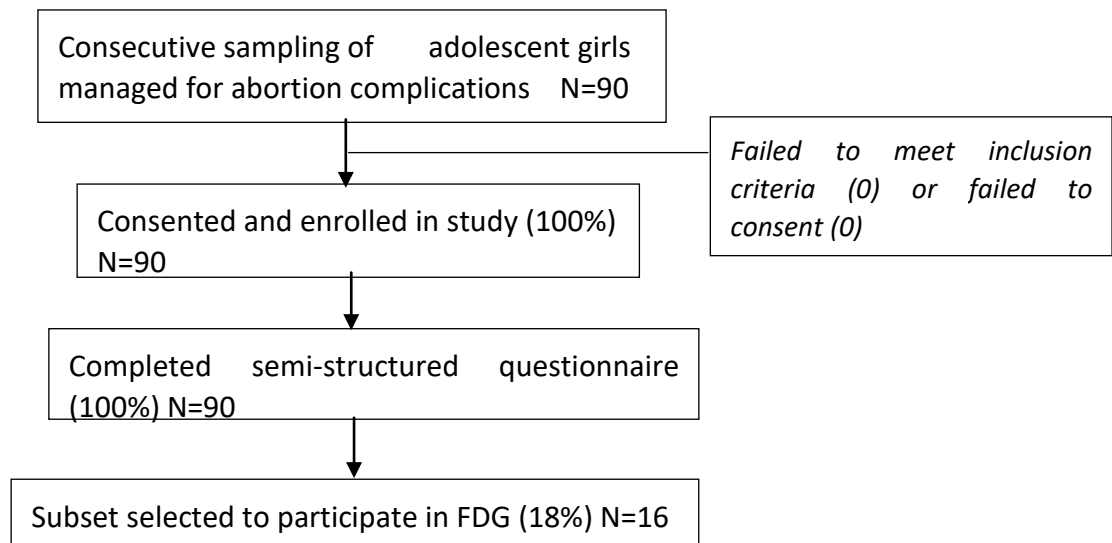 Consecutive sampling of adolescent girls
managed for abortion complications N=90
Failed to meet inclusion
criteria (0) or failed to
consent (0)
Consented and enrolled in study (100%)
N=90
Completed semi-structured questionnaire
(100%) N=90
Subset selected to participate in FDG (18%) N=16